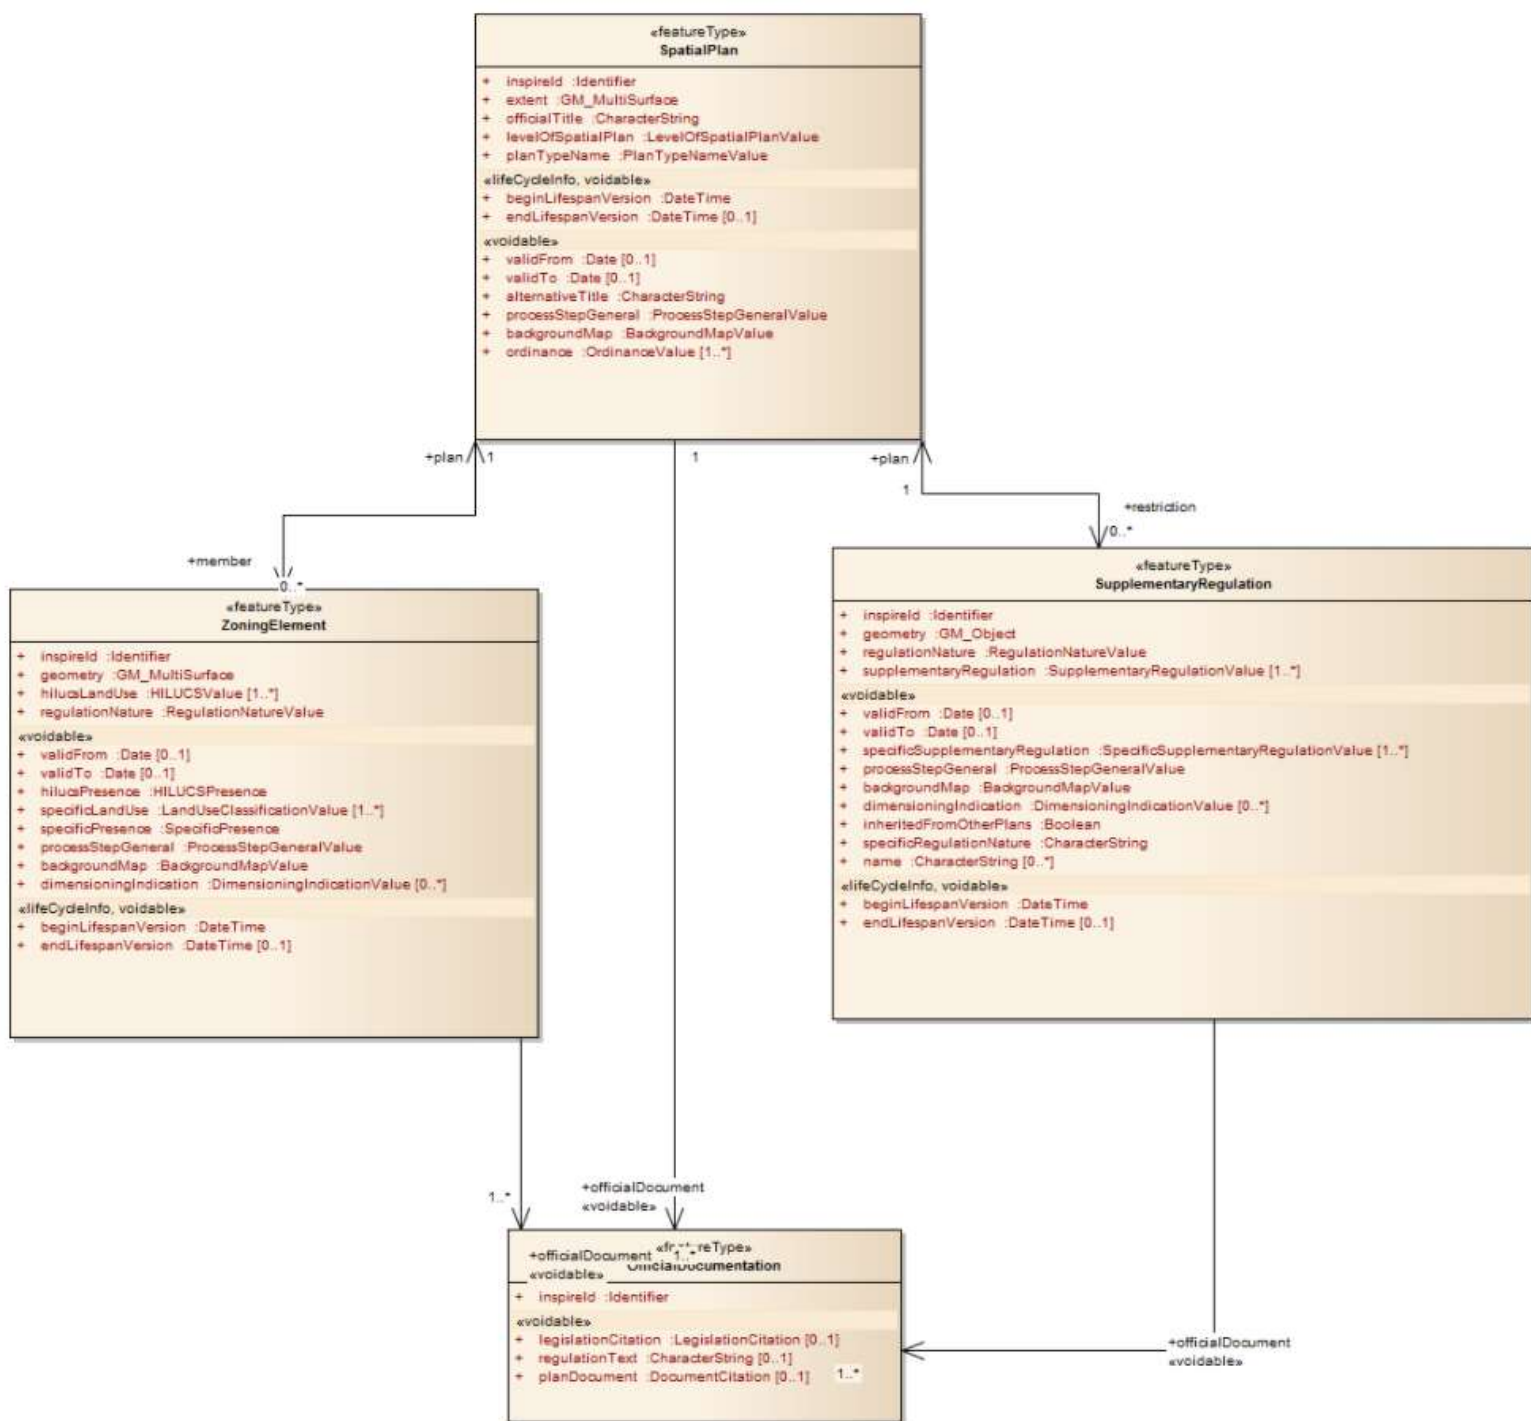 «featureType»
SpatialPlan
+ inspireId :Identifier
+ extent :GM_MultiSurface
+ officialTitle :CharacterString
+ levelOfSpatialPlan :LevelOfSpatialPlanValue
+ planTypeName :PlanTypeNameValue
«lifeCycleInfo, voidable»
+ beginLifespanVersion :DateTime
+ endLifespanVersion :DateTime [0..1]
«voidable»
+ validFrom :Date [0..1]
+ validTo :Date [0..1]
+ alternativeTitle :CharacterString
+ processStepGeneral :ProcessStepGeneralValue
+ backgroundMap :BackgroundMapValue
+ ordinance :OrdinanceValue [1..*]
+plan 1
1
+plan
1
+member
0..*
+restriction
0..*
«featureType»
ZoningElement
+ inspireId :Identifier
+ geometry :GM_MultiSurface
+ hilucsLandUse :HILUCSValue [1..*]
+ regulationNature :RegulationNatureValue
«voidable»
+ validFrom :Date [0..1]
+ validTo :Date [0..1]
+ hilucsPresence :HILUCSPresence
+ specificLandUse :LandUseClassificationValue [1..*]
+ specificPresence :SpecificPresence
+ processStepGeneral :ProcessStepGeneralValue
+ backgroundMap :BackgroundMapValue
+ dimensioningIndication :DimensioningIndicationValue [0..*]
«lifeCycleInfo, voidable»
+ beginLifespanVersion :DateTime
+ endLifespanVersion :DateTime [0..1]
«featureType»
SupplementaryRegulation
+ inspireId :Identifier
+ geometry :GM_Object
+ regulationNature :RegulationNatureValue
+ supplementaryRegulation :SupplementaryRegulationValue [1..*]
«voidable»
+ validFrom :Date [0..1]
+ validTo :Date [0..1]
+ specificSupplementaryRegulation :SpecificSupplementaryRegulationValue [1..*]
+ processStepGeneral :ProcessStepGeneralValue
+ backgroundMap :BackgroundMapValue
+ dimensioningIndication :DimensioningIndicationValue [0..*]
+ inheritedFromOtherPlans :Boolean
+ specificRegulationNature :CharacterString
+ name :CharacterString [0..*]
«lifeCycleInfo, voidable»
+ beginLifespanVersion :DateTime
+ endLifespanVersion :DateTime [0..1]
1..*
+officialDocument
«voidable»
«featureType»
+officialDocument 1..*
OfficialDocumentation
«voidable»
+ inspireId :Identifier
«voidable»
+ legislationCitation :LegislationCitation [0..1]
+ regulationText :CharacterString [0..1]
+ planDocument :DocumentCitation [0..1]
1..*
+officialDocument
«voidable»